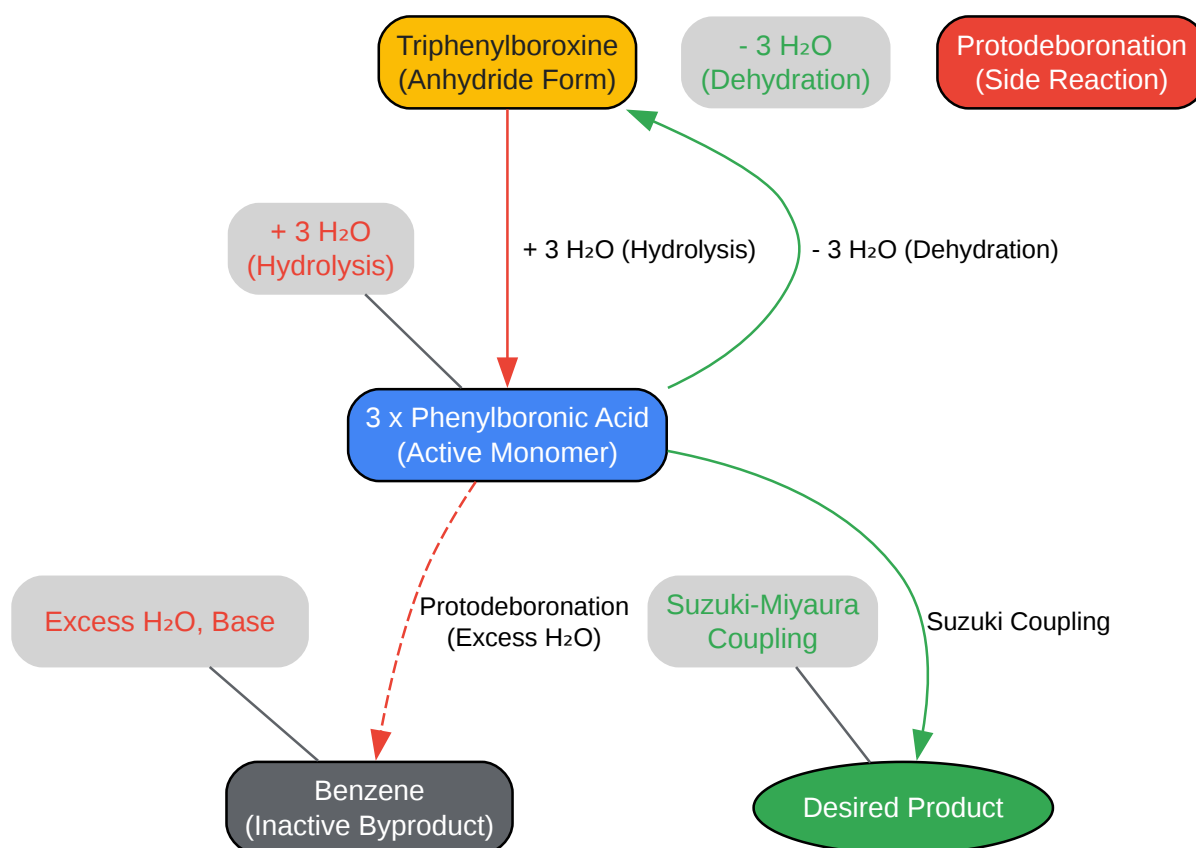 Triphenylboroxine
(Anhydride Form)
- 3 H₂O
(Dehydration)
Protodeboronation
(Side Reaction)
+ 3 H₂O
(Hydrolysis)
+ 3 H₂O (Hydrolysis)
- 3 H₂O (Dehydration)
3 x Phenylboronic Acid
(Active Monomer)
Excess H₂O, Base
Protodeboronation
(Excess H₂O)
Suzuki-Miyaura
Coupling
Suzuki Coupling
Benzene
(Inactive Byproduct)
Desired Product